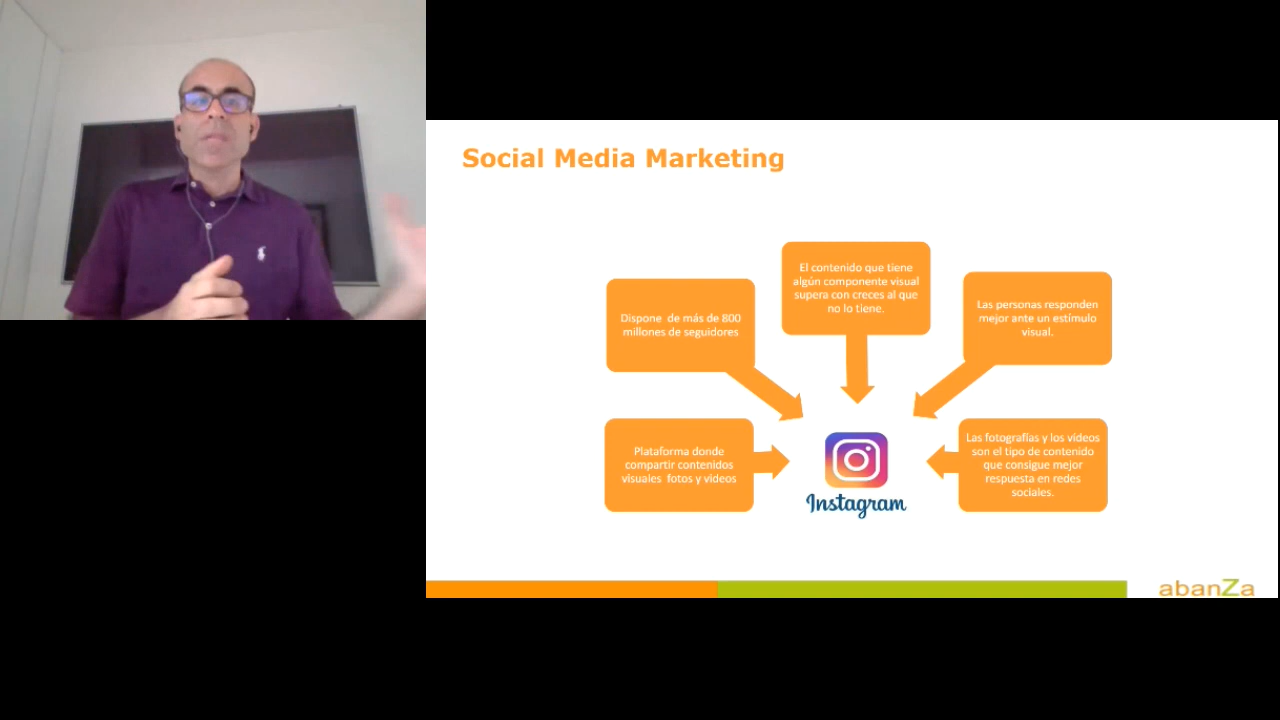 Social Media Marketing
El contenido que tiene
algún componente visual
supera con creces al que
no lo tiene.
Dispone de más de 800
millones de seguidores
Las personas responden
mejor ante un estímulo
visual.
Plataforma donde
compartir contenidos
visuales fotos y videos
Las fotografías y los vídeos
son el tipo de contenido
que consigue mejor
respuesta en redes
sociales.
Instagram
abanZa